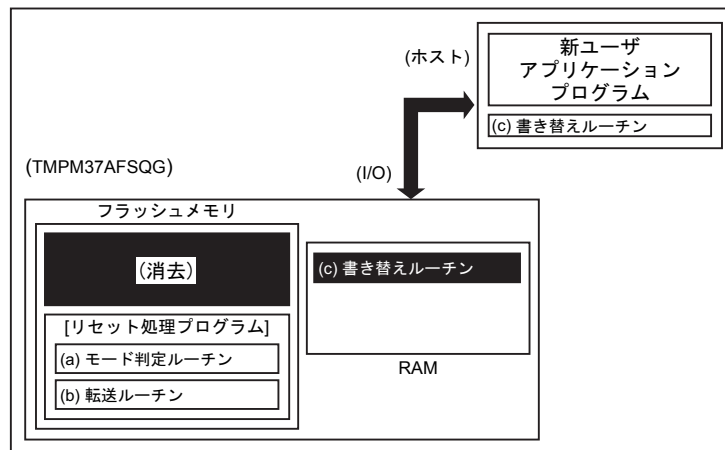 (ホスト)
新ユーザ
アプリケーション
プログラム
(c) 書き替えルーチン
(TMPM37AFSQG)
(I/O)
フラッシュメモリ
(消去)
[リセット処理プログラム]
(a) モード判定ルーチン
(b) 転送ルーチン
(c) 書き替えルーチン
RAM